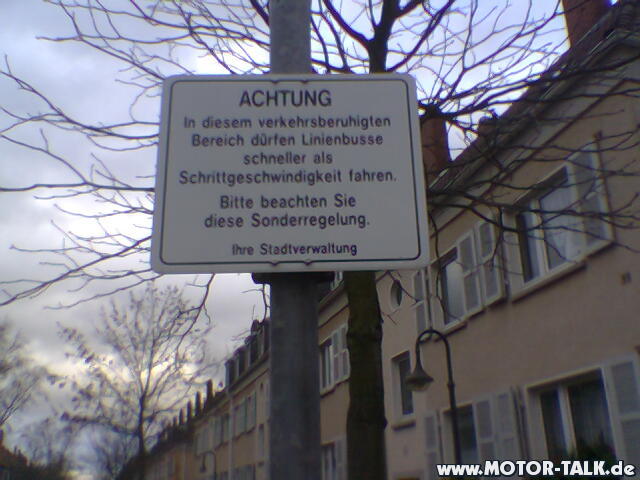 ACHTUNG
In diesem verkehrsberuhigten
Bereich dürfen Linienbusse
schneller als
Schrittgeschwindigkeit fahren.
Bitte beachten Sie
diese Sonderregelung.
Ihre Stadtverwaltung
www.MOTOR-TALK.de